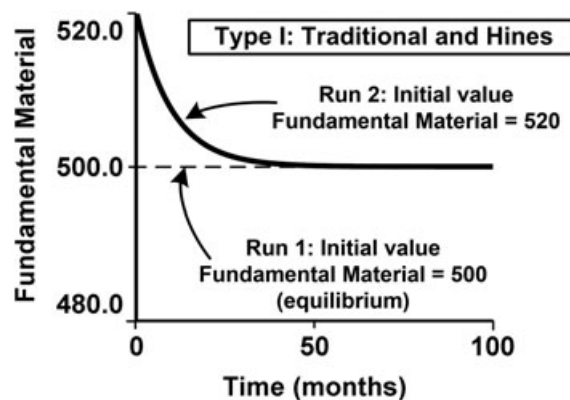 Type I: Traditional and Hines
Fundamental Material
520.0
500.0
480.0
Run 2: Initial value
Fundamental Material = 520
Run 1: Initial value
Fundamental Material = 500
(equilibrium)
0
50
100
Time (months)